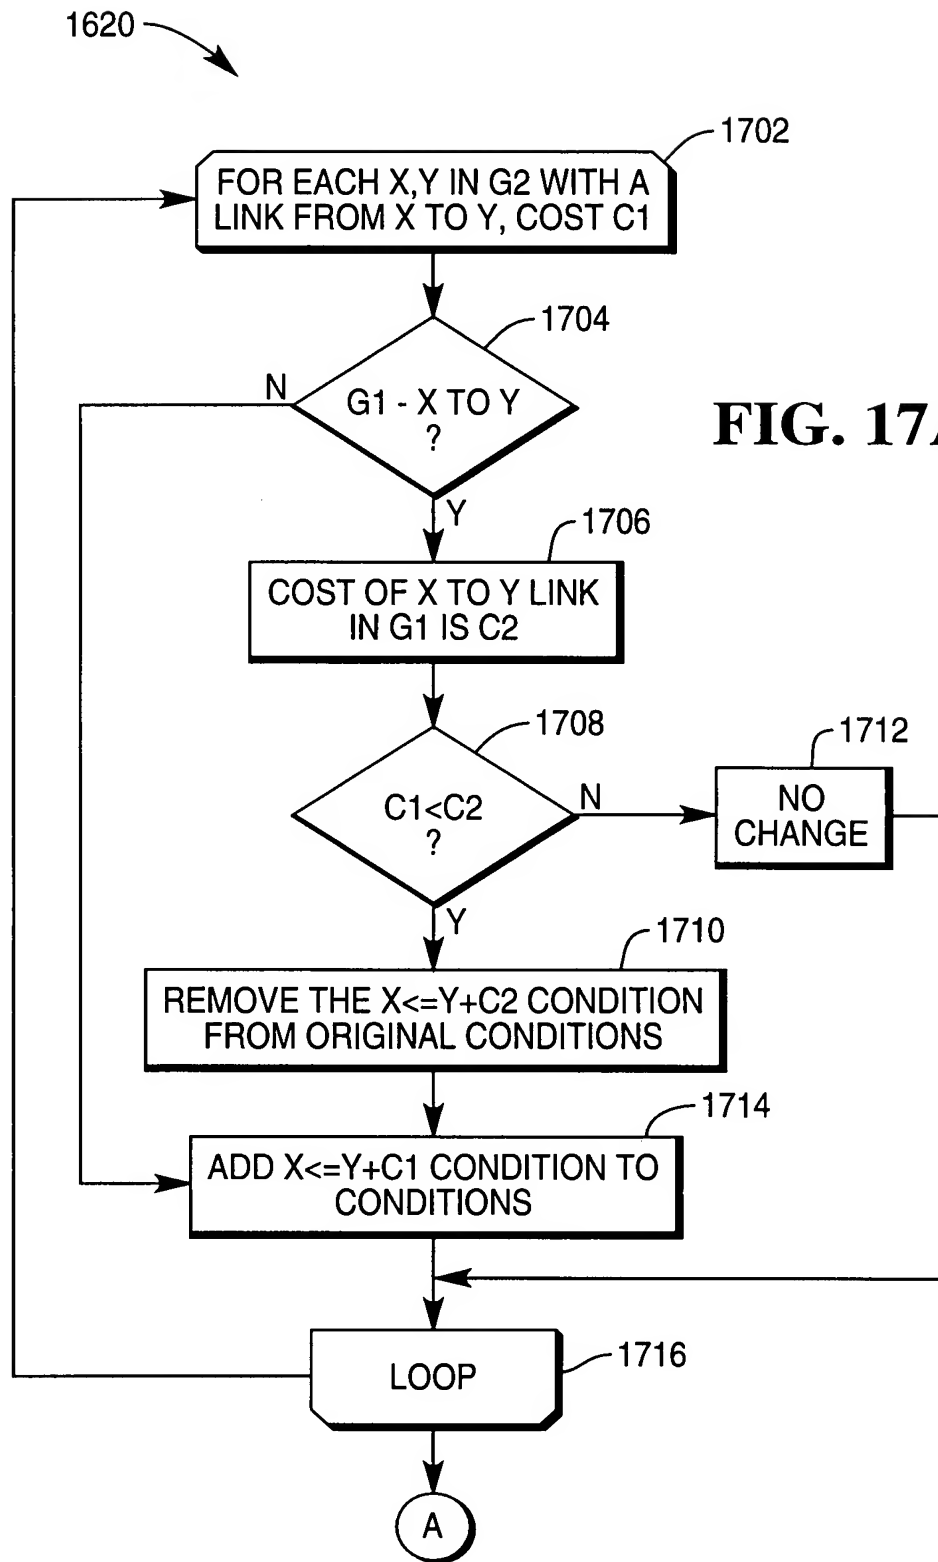 1620
1702
FOR EACH X,Y IN G2 WITH A
LINK FROM X TO Y, COST C1
1704
N
G1 - X TO Y
?
FIG. 17A
Y
1706
COST OF X TO Y LINK
IN G1 IS C2
1708
1712
C1<C2
?
N
NO
CHANGE
Y
1710
REMOVE THE X<=Y+C2 CONDITION
FROM ORIGINAL CONDITIONS
1714
ADD X<=Y+C1 CONDITION TO
CONDITIONS
LOOP
1716
A